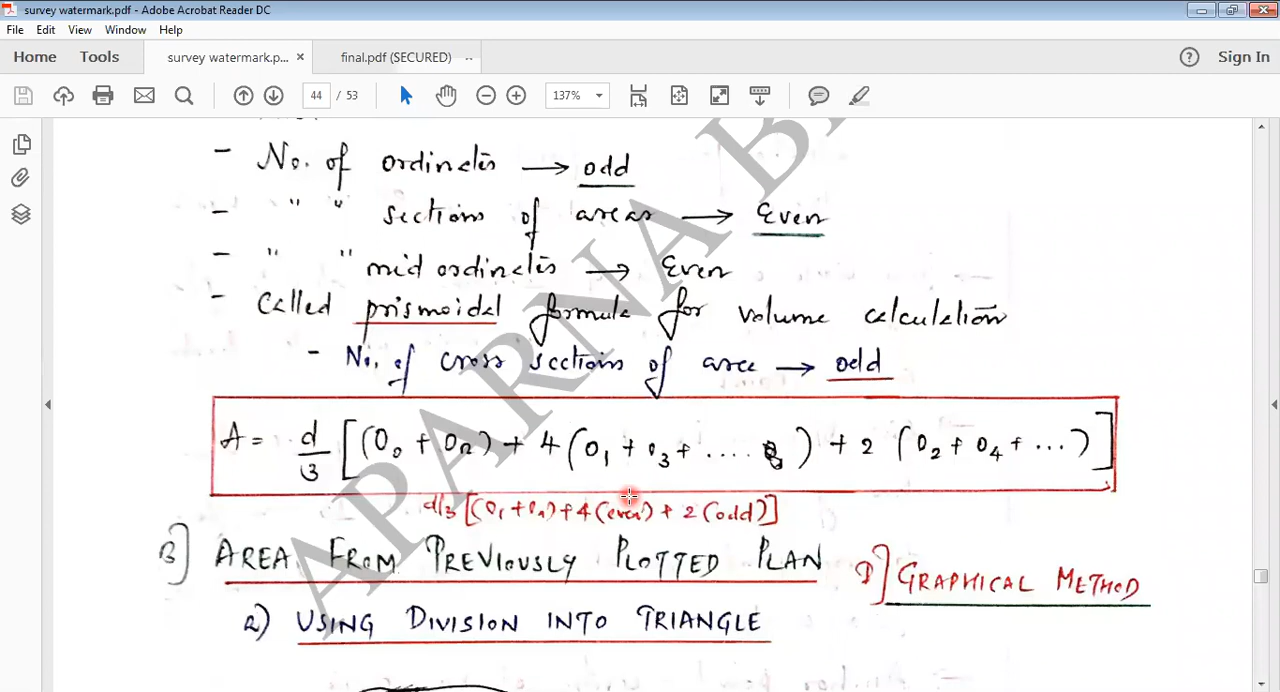 survey watermark.pdf - Adobe Acrobat Reader DC
File Edit View Window Help
Home Tools survey watermark.p... × final.pdf (SECURED) ..
? Sign In
44 / 53 137%
- No. of ordinates → odd
- " " sections of areas → Even
- " " mid ordinates → Even
- Called prismoidal formula for volume calculation
- No. of cross sections of area → odd
A = d/3 [(O₀ + Oₙ) + 4 (O₁ + O₃ + .... ) + 2 (O₂ + O₄ + ...)]
d/3 [(O₁ + Oₙ) + 4 (even) + 2 (odd)]
B] AREA FROM PREVIOUSLY PLOTTED PLAN
1] GRAPHICAL METHOD
a) USING DIVISION INTO TRIANGLE
APARNA B